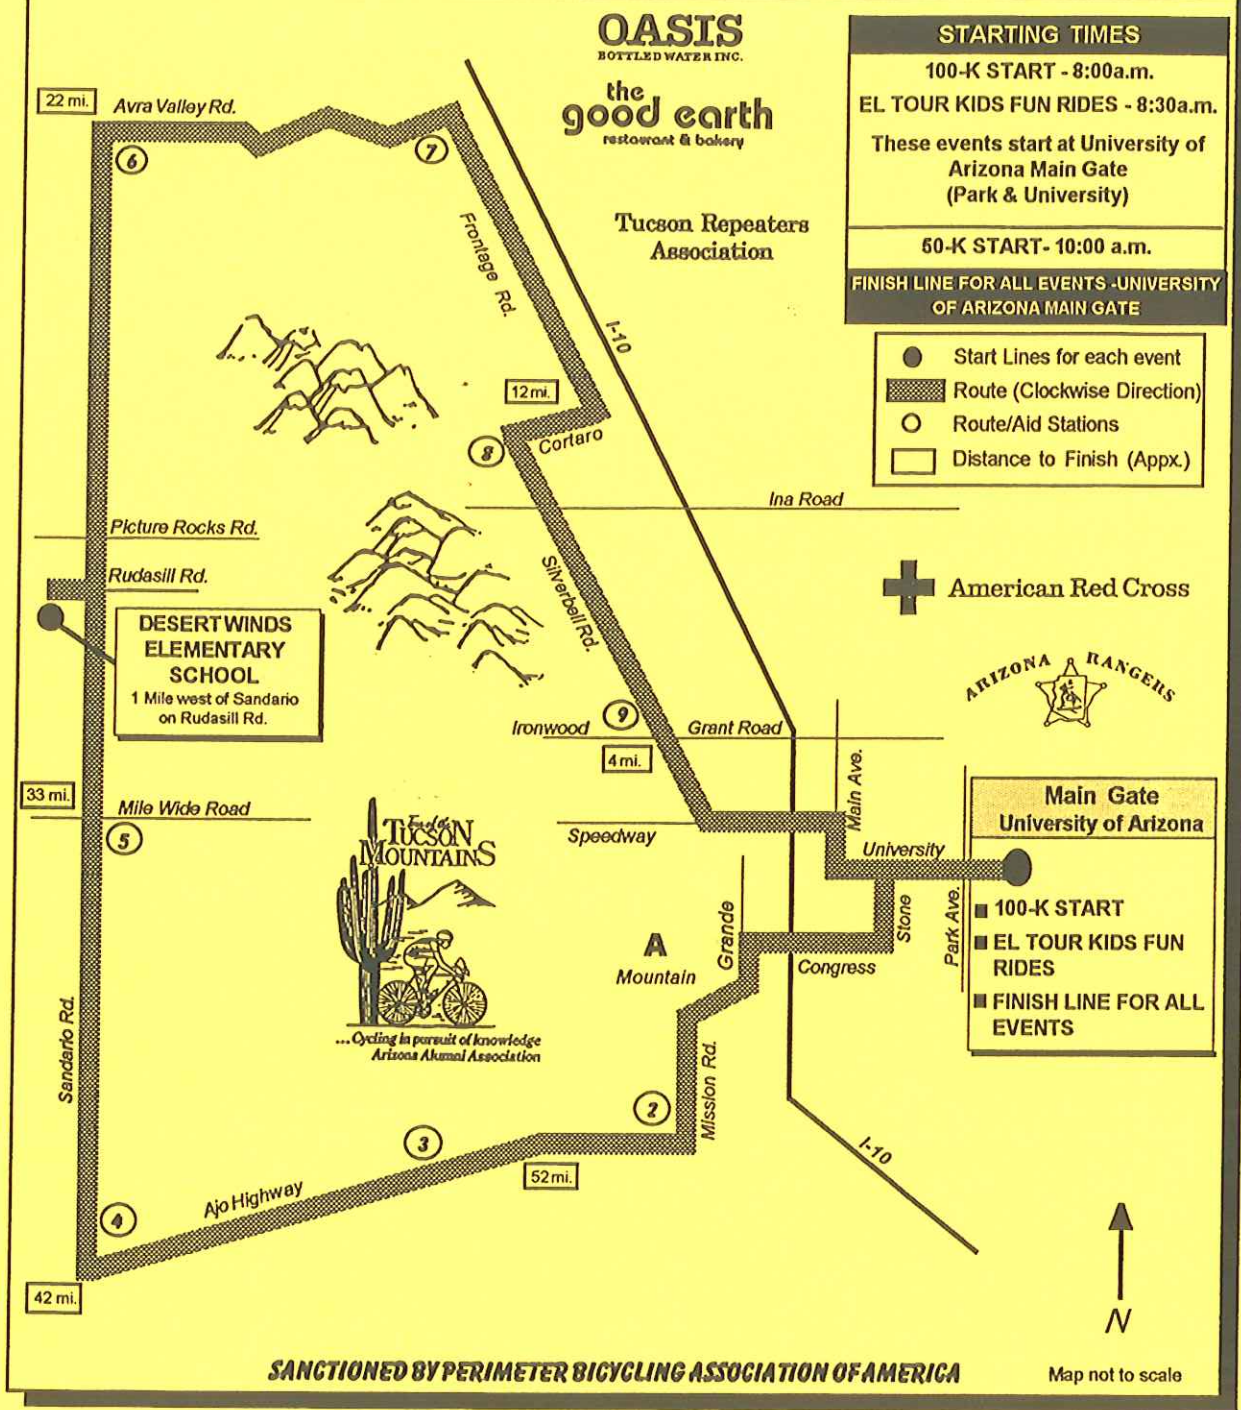 OASIS
BOTTLED WATER INC.
the
good earth
restaurant & bakery
Tucson Repeaters
Association
STARTING TIMES
100-K START - 8:00a.m.
EL TOUR KIDS FUN RIDES - 8:30a.m.
These events start at University of
Arizona Main Gate
(Park & University)
50-K START- 10:00 a.m.
FINISH LINE FOR ALL EVENTS -UNIVERSITY
OF ARIZONA MAIN GATE
Start Lines for each event
Route (Clockwise Direction)
Route/Aid Stations
Distance to Finish (Appx.)
22 mi.
Avra Valley Rd.
6
7
Frontage Rd.
I-10
12 mi.
Cortaro
8
Ina Road
Picture Rocks Rd.
Rudasill Rd.
Silverbell Rd.
American Red Cross
ARIZONA RANGERS
DESERT WINDS
ELEMENTARY
SCHOOL
1 Mile west of Sandario
on Rudasill Rd.
9
Ironwood
Grant Road
4 mi.
Main Ave.
33 mi.
Mile Wide Road
5
Speedway
University
Main Gate
University of Arizona
100-K START
EL TOUR KIDS FUN
RIDES
FINISH LINE FOR ALL
EVENTS
Tour of the
TUCSON
MOUNTAINS
...Cycling in pursuit of knowledge
Arizona Alumni Association
A
Mountain
Grande
Congress
Stone
Park Ave.
Sandario Rd.
Mission Rd.
2
3
52 mi.
Ajo Highway
4
42 mi.
I-10
N
SANCTIONED BY PERIMETER BICYCLING ASSOCIATION OF AMERICA
Map not to scale